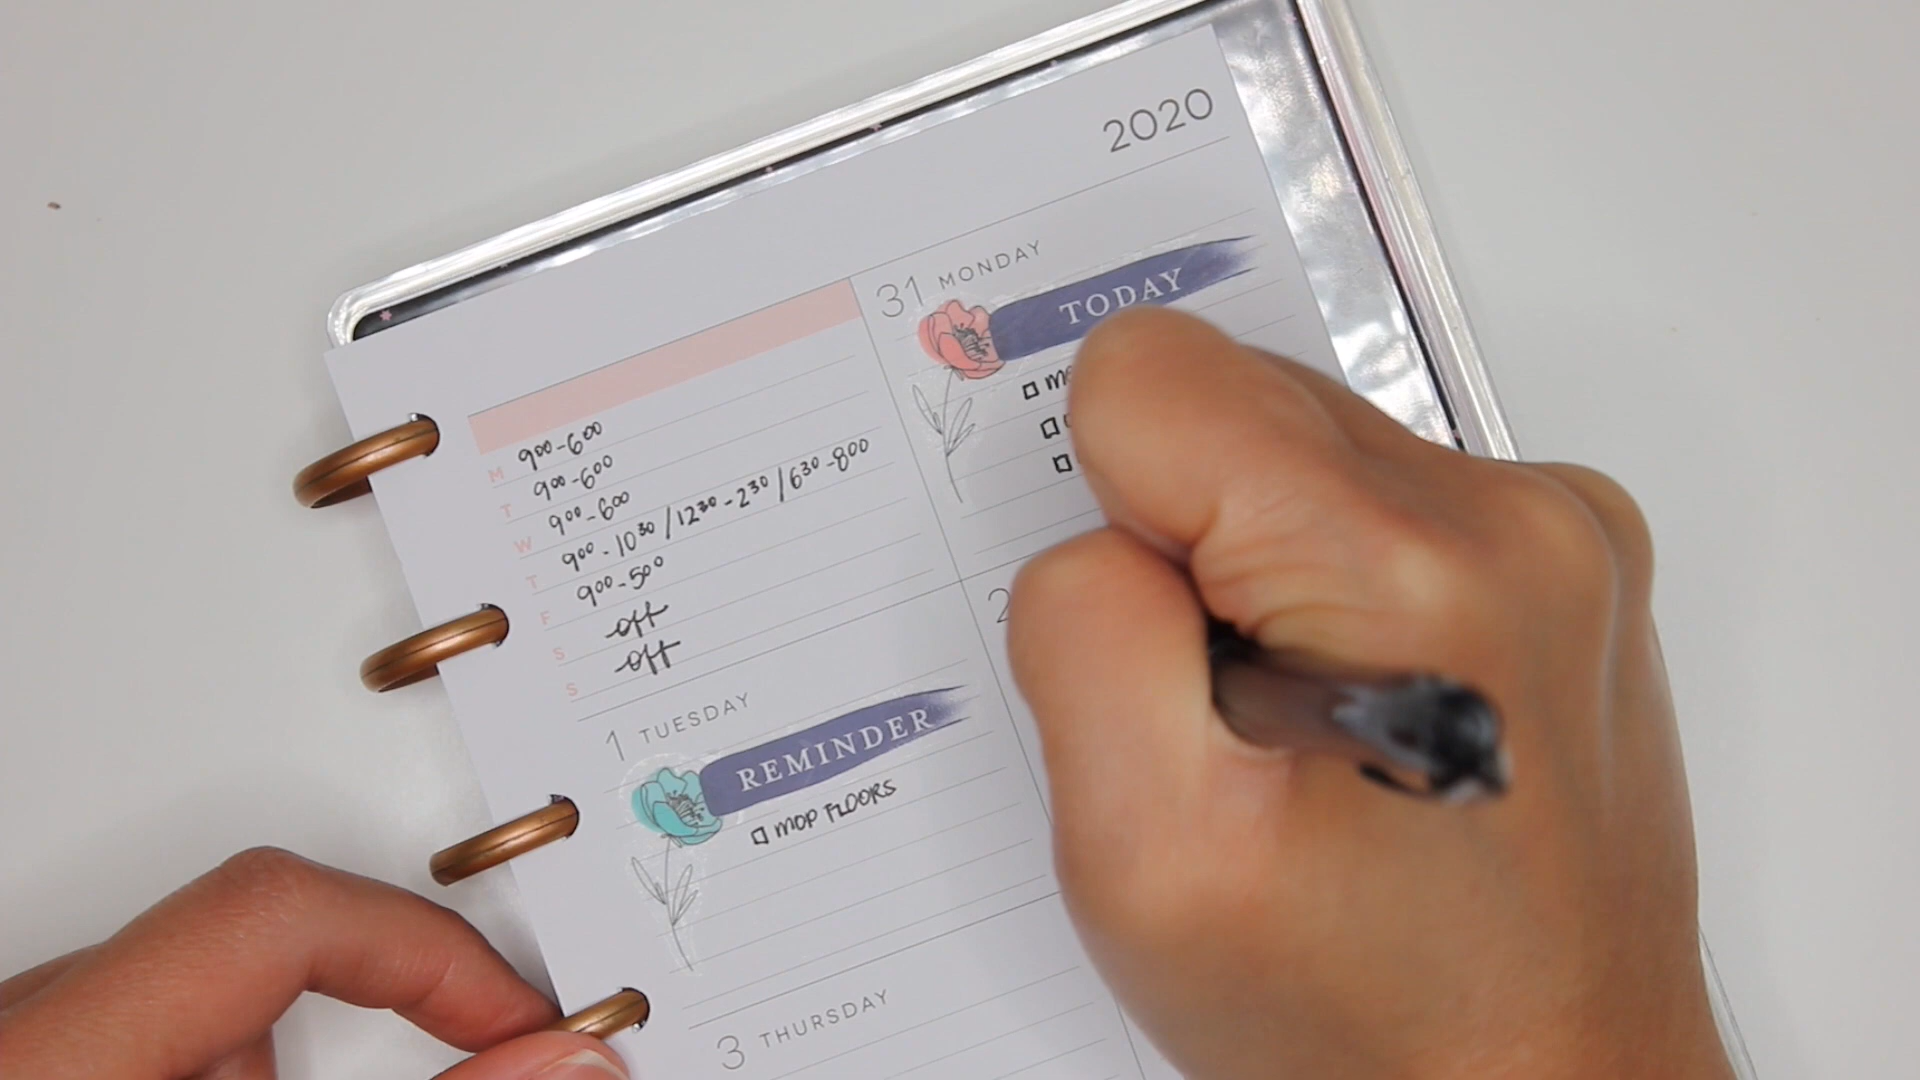 2020
M 9⁰⁰-6⁰⁰
T 9⁰⁰-6⁰⁰
W 9⁰⁰-6⁰⁰
T 9⁰⁰-10³⁰/12³⁰-2³⁰/6³⁰-8⁰⁰
F 9⁰⁰-5⁰⁰
S off
S off
31 MONDAY
TODAY
1 TUESDAY
REMINDER
MOP FLOORS
2
3 THURSDAY